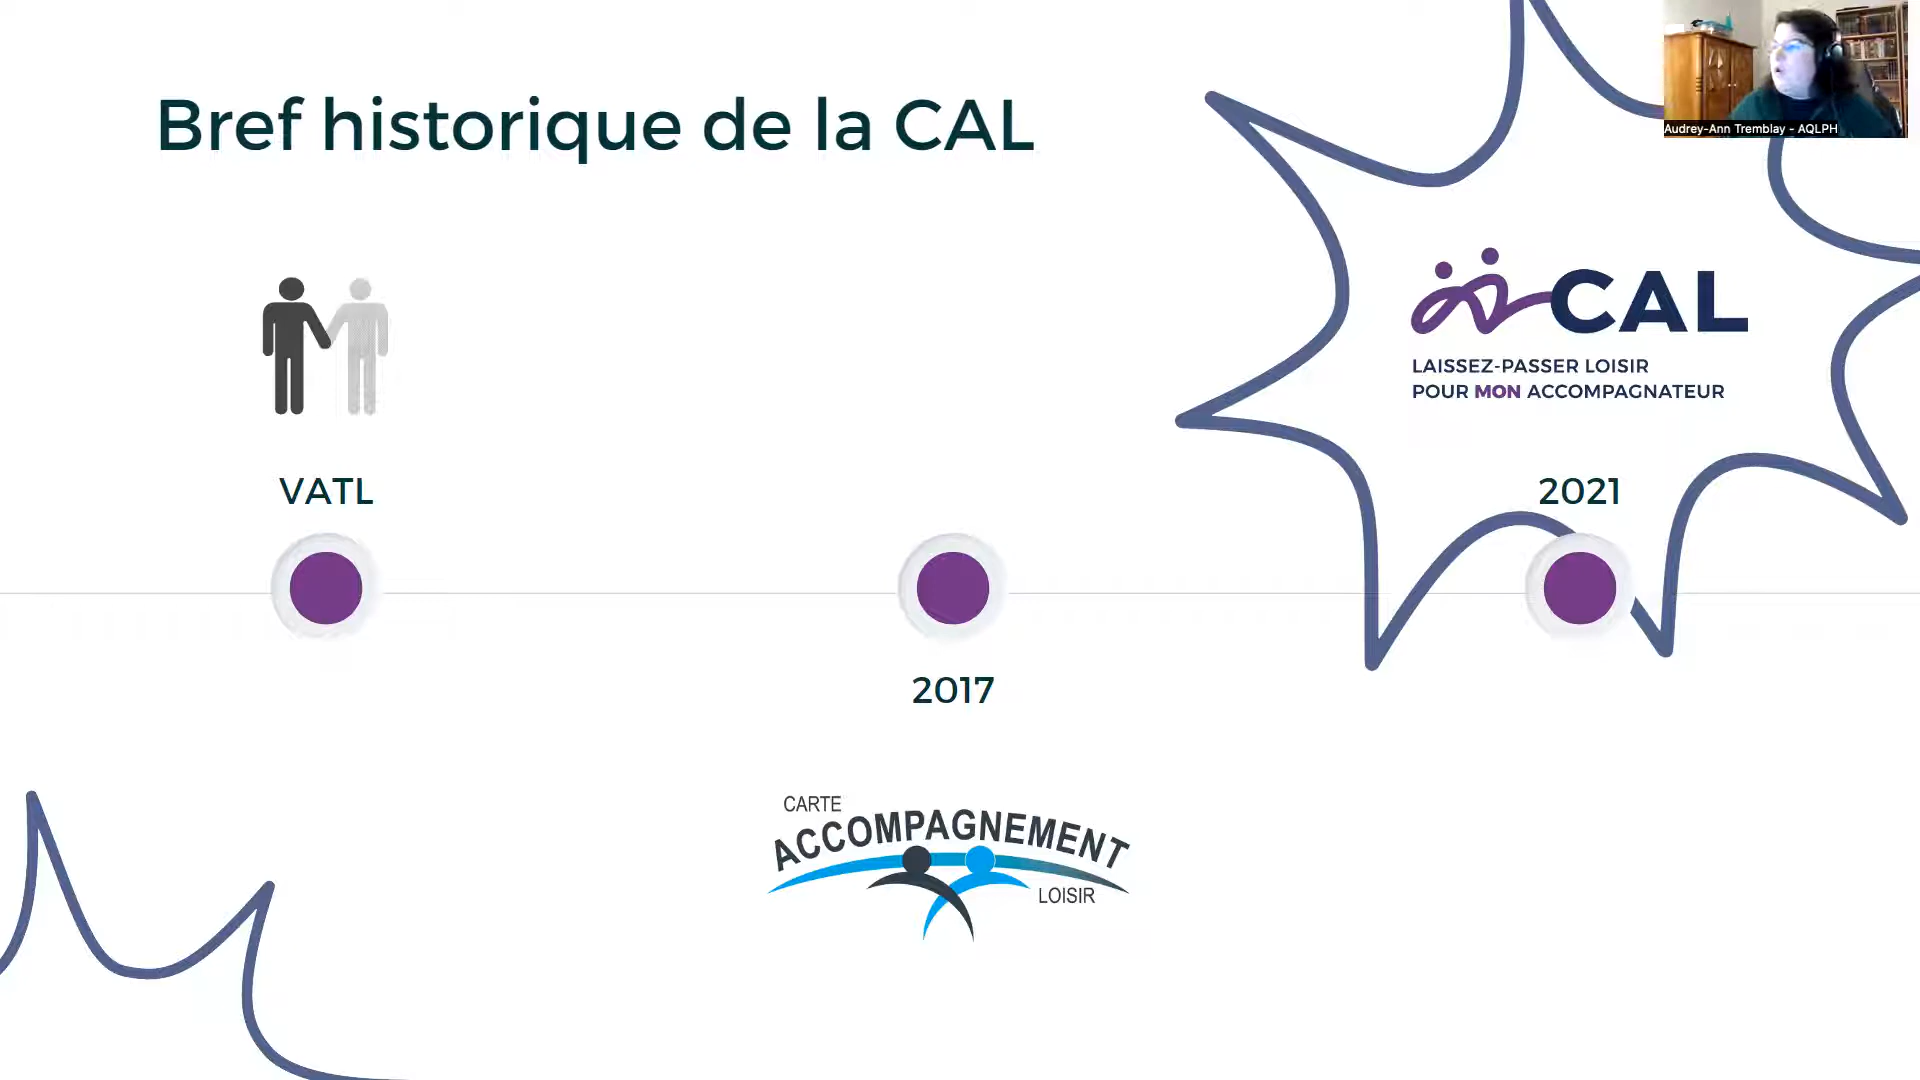 Bref historique de la CAL
Audrey-Ann Tremblay - AQLPH
CAL
LAISSEZ-PASSER LOISIR
POUR MON ACCOMPAGNATEUR
VATL
2021
2017
CARTE
ACCOMPAGNEMENT
LOISIR